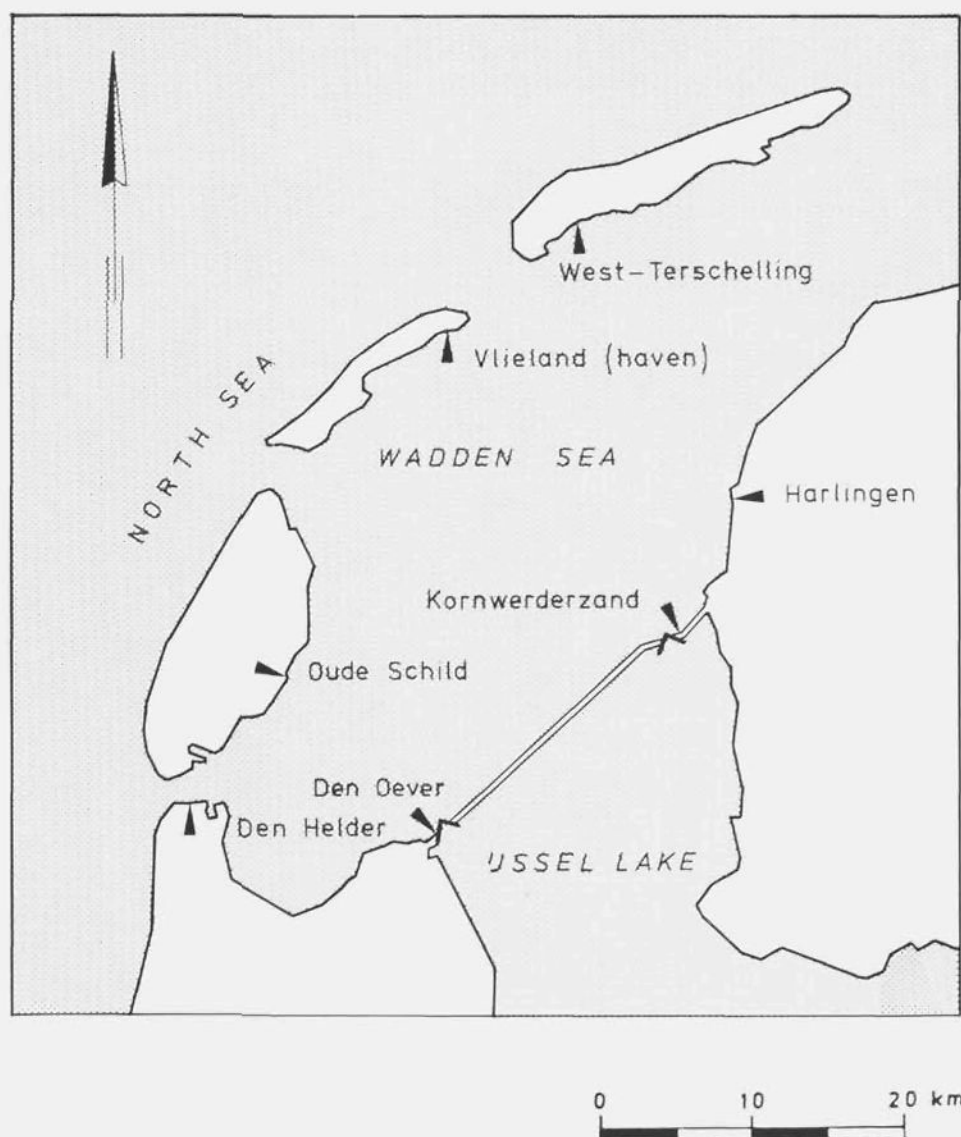 West-Terschelling
Vlieland (haven)
NORTH SEA
WADDEN SEA
Harlingen
Kornwerderzand
Oude Schild
Den Oever
Den Helder
IJSSEL LAKE
0 10 20 km